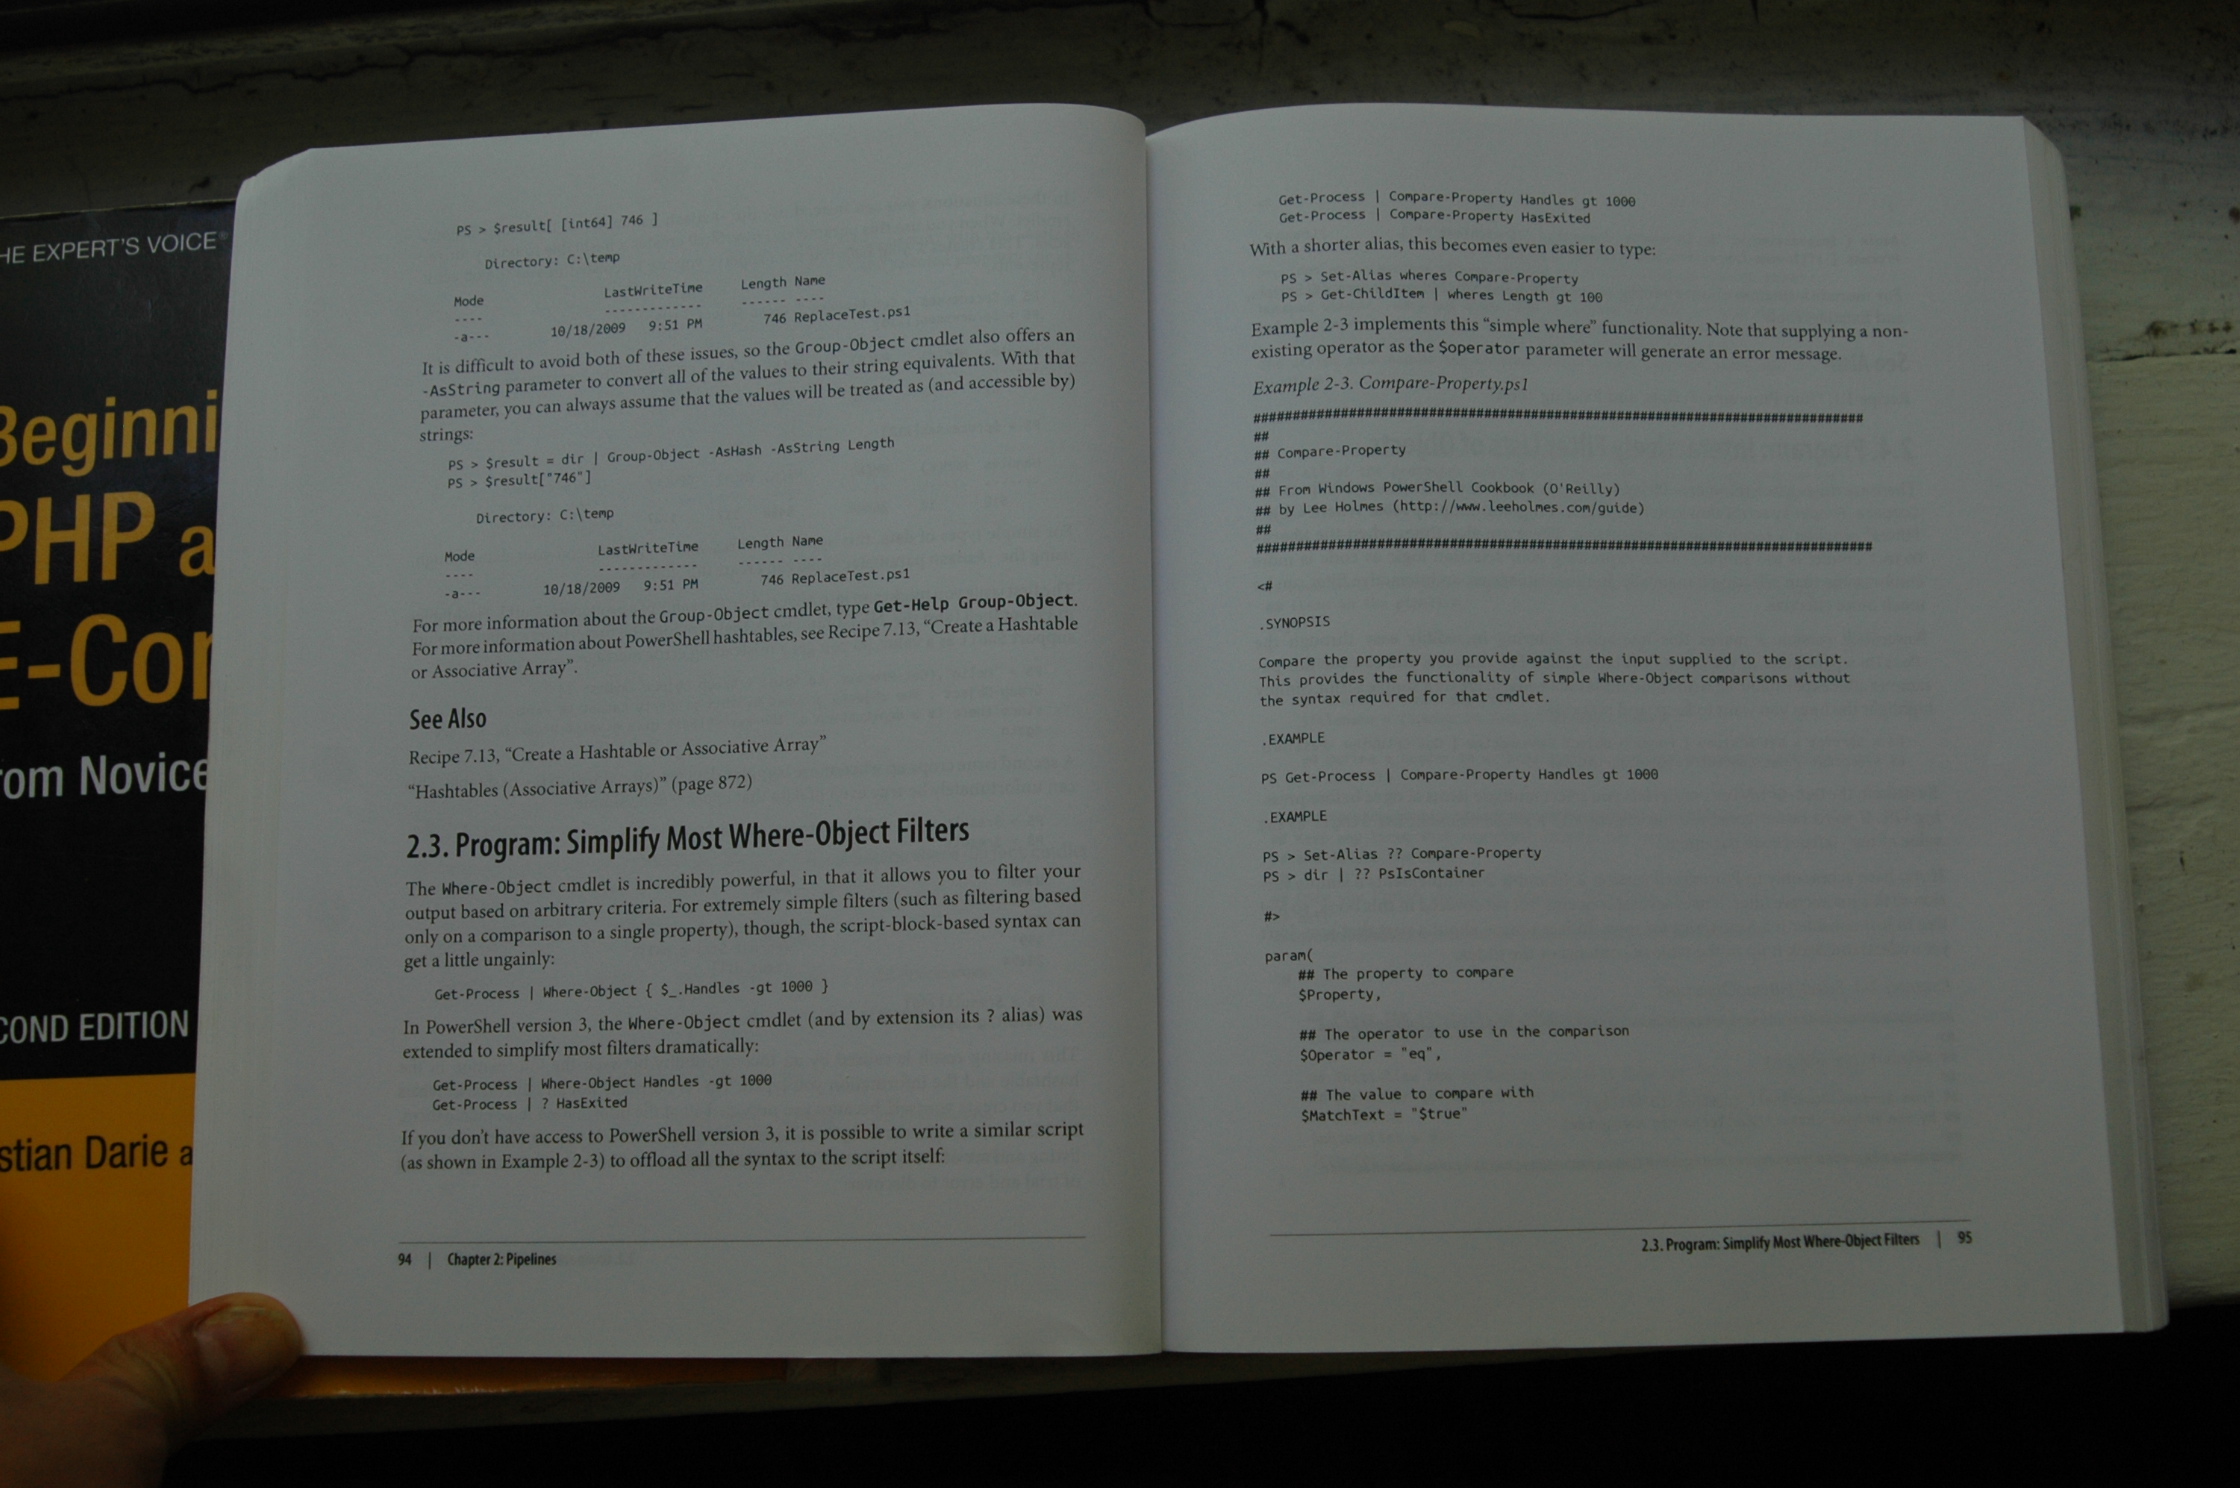 THE EXPERT'S VOICE®
Beginni
PHP a
E-Cor
rom Novice
COND EDITION
stian Darie a
PS > $result[ [int64] 746 ]
Directory: C:\temp
Mode LastWriteTime Length Name
---- ------------- ------ ----
-a--- 10/18/2009 9:51 PM 746 ReplaceTest.ps1
It is difficult to avoid both of these issues, so the Group-Object cmdlet also offers an
-AsString parameter to convert all of the values to their string equivalents. With that
parameter, you can always assume that the values will be treated as (and accessible by)
strings:
PS > $result = dir | Group-Object -AsHash -AsString Length
PS > $result["746"]
Directory: C:\temp
Mode LastWriteTime Length Name
---- ------------- ------ ----
-a--- 10/18/2009 9:51 PM 746 ReplaceTest.ps1
For more information about the Group-Object cmdlet, type Get-Help Group-Object.
For more information about PowerShell hashtables, see Recipe 7.13, “Create a Hashtable
or Associative Array”.
See Also
Recipe 7.13, “Create a Hashtable or Associative Array”
“Hashtables (Associative Arrays)” (page 872)
2.3. Program: Simplify Most Where-Object Filters
The Where-Object cmdlet is incredibly powerful, in that it allows you to filter your
output based on arbitrary criteria. For extremely simple filters (such as filtering based
only on a comparison to a single property), though, the script-block-based syntax can
get a little ungainly:
Get-Process | Where-Object { $_.Handles -gt 1000 }
In PowerShell version 3, the Where-Object cmdlet (and by extension its ? alias) was
extended to simplify most filters dramatically:
Get-Process | Where-Object Handles -gt 1000
Get-Process | ? HasExited
If you don't have access to PowerShell version 3, it is possible to write a similar script
(as shown in Example 2-3) to offload all the syntax to the script itself:
94 | Chapter 2: Pipelines
Get-Process | Compare-Property Handles gt 1000
Get-Process | Compare-Property HasExited
With a shorter alias, this becomes even easier to type:
PS > Set-Alias wheres Compare-Property
PS > Get-ChildItem | wheres Length gt 100
Example 2-3 implements this “simple where” functionality. Note that supplying a non-
existing operator as the $operator parameter will generate an error message.
Example 2-3. Compare-Property.ps1
##############################################################################
##
## Compare-Property
##
## From Windows PowerShell Cookbook (O'Reilly)
## by Lee Holmes (http://www.leeholmes.com/guide)
##
##############################################################################
<#
.SYNOPSIS
Compare the property you provide against the input supplied to the script.
This provides the functionality of simple Where-Object comparisons without
the syntax required for that cmdlet.
.EXAMPLE
PS Get-Process | Compare-Property Handles gt 1000
.EXAMPLE
PS > Set-Alias ?? Compare-Property
PS > dir | ?? PsIsContainer
#>
param(
## The property to compare
$Property,
## The operator to use in the comparison
$Operator = "eq",
## The value to compare with
$MatchText = "$true"
2.3. Program: Simplify Most Where-Object Filters | 95